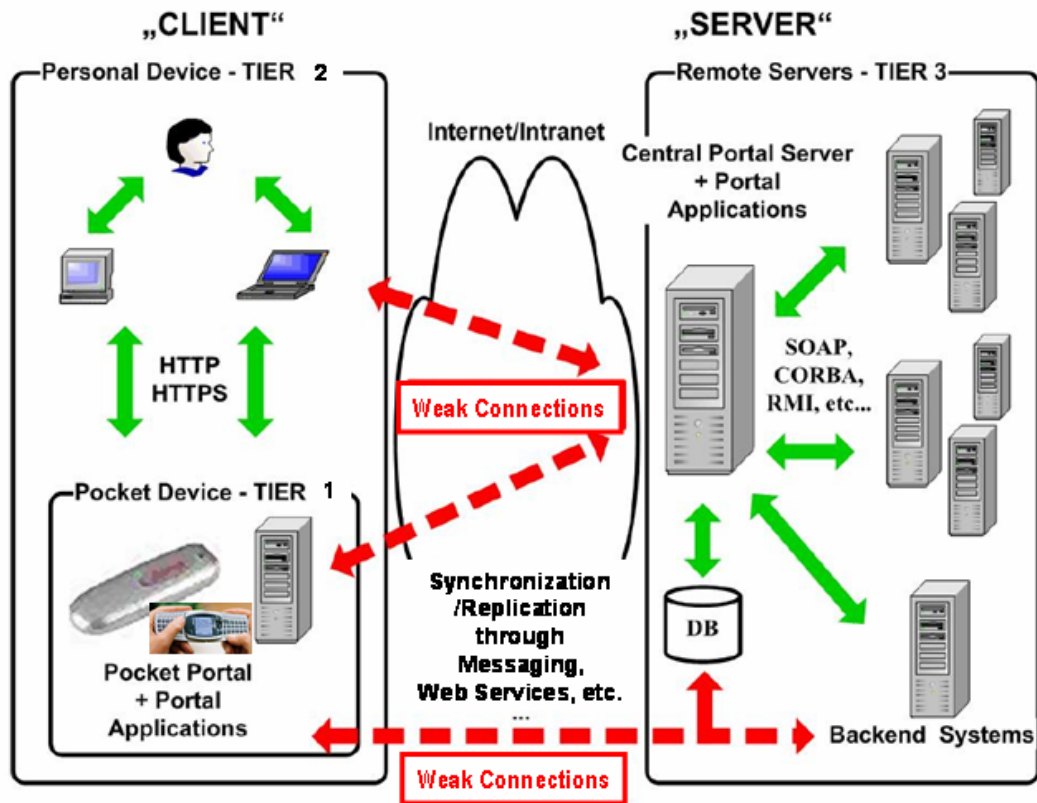 „CLIENT“
„SERVER“
Personal Device - TIER 2
Remote Servers - TIER 3
Internet/Intranet
Central Portal Server
+ Portal
Applications
HTTP
HTTPS
SOAP,
CORBA,
RMI, etc...
Weak Connections
Pocket Device - TIER 1
Synchronization
/Replication
through
Messaging,
Web Services, etc.
...
DB
Pocket Portal
+ Portal
Applications
Backend Systems
Weak Connections